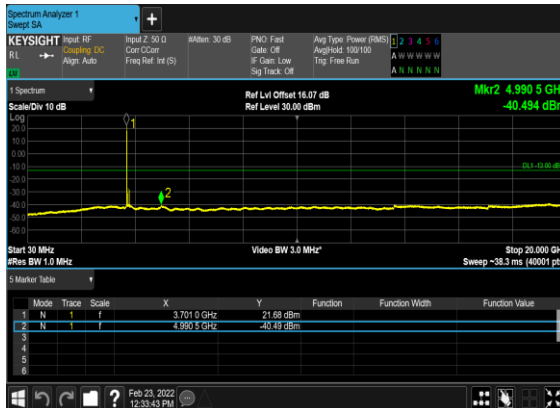 Spectrum Analyzer 1
Swept SA
+
KEYSIGHT Input: RF Input Z: 50 Ω #Atten: 30 dB PNO: Fast Avg Type: Power (RMS) 1 2 3 4 5 6
RL Coupling: DC Corr CCorr Gate: Off Avg|Hold: 100/100 A W W W W W
Align: Auto Freq Ref: Int (S) IF Gain: Low Trig: Free Run
Sig Track: Off A N N N N N
1 Spectrum Ref Lvl Offset 16.07 dB Mkr2 4.990 5 GH
Scale/Div 10 dB Ref Level 30.00 dBm -40.494 dBm
Log
20.0
10.0
0.00
-10.0
-20.0
-30.0
-40.0
-50.0
-60.0
1
2
DL1 -13.00 dB
Start 30 MHz Video BW 3.0 MHz* Stop 20.000 GH
#Res BW 1.0 MHz Sweep ~38.3 ms (40001 pts
5 Marker Table
Mode Trace Scale X Y Function Function Width Function Value
1 N 1 f 3.701 0 GHz 21.68 dBm
2 N 1 f 4.990 5 GHz -40.49 dBm
3
4
5
6
? Feb 23, 2022
12:33:43 PM